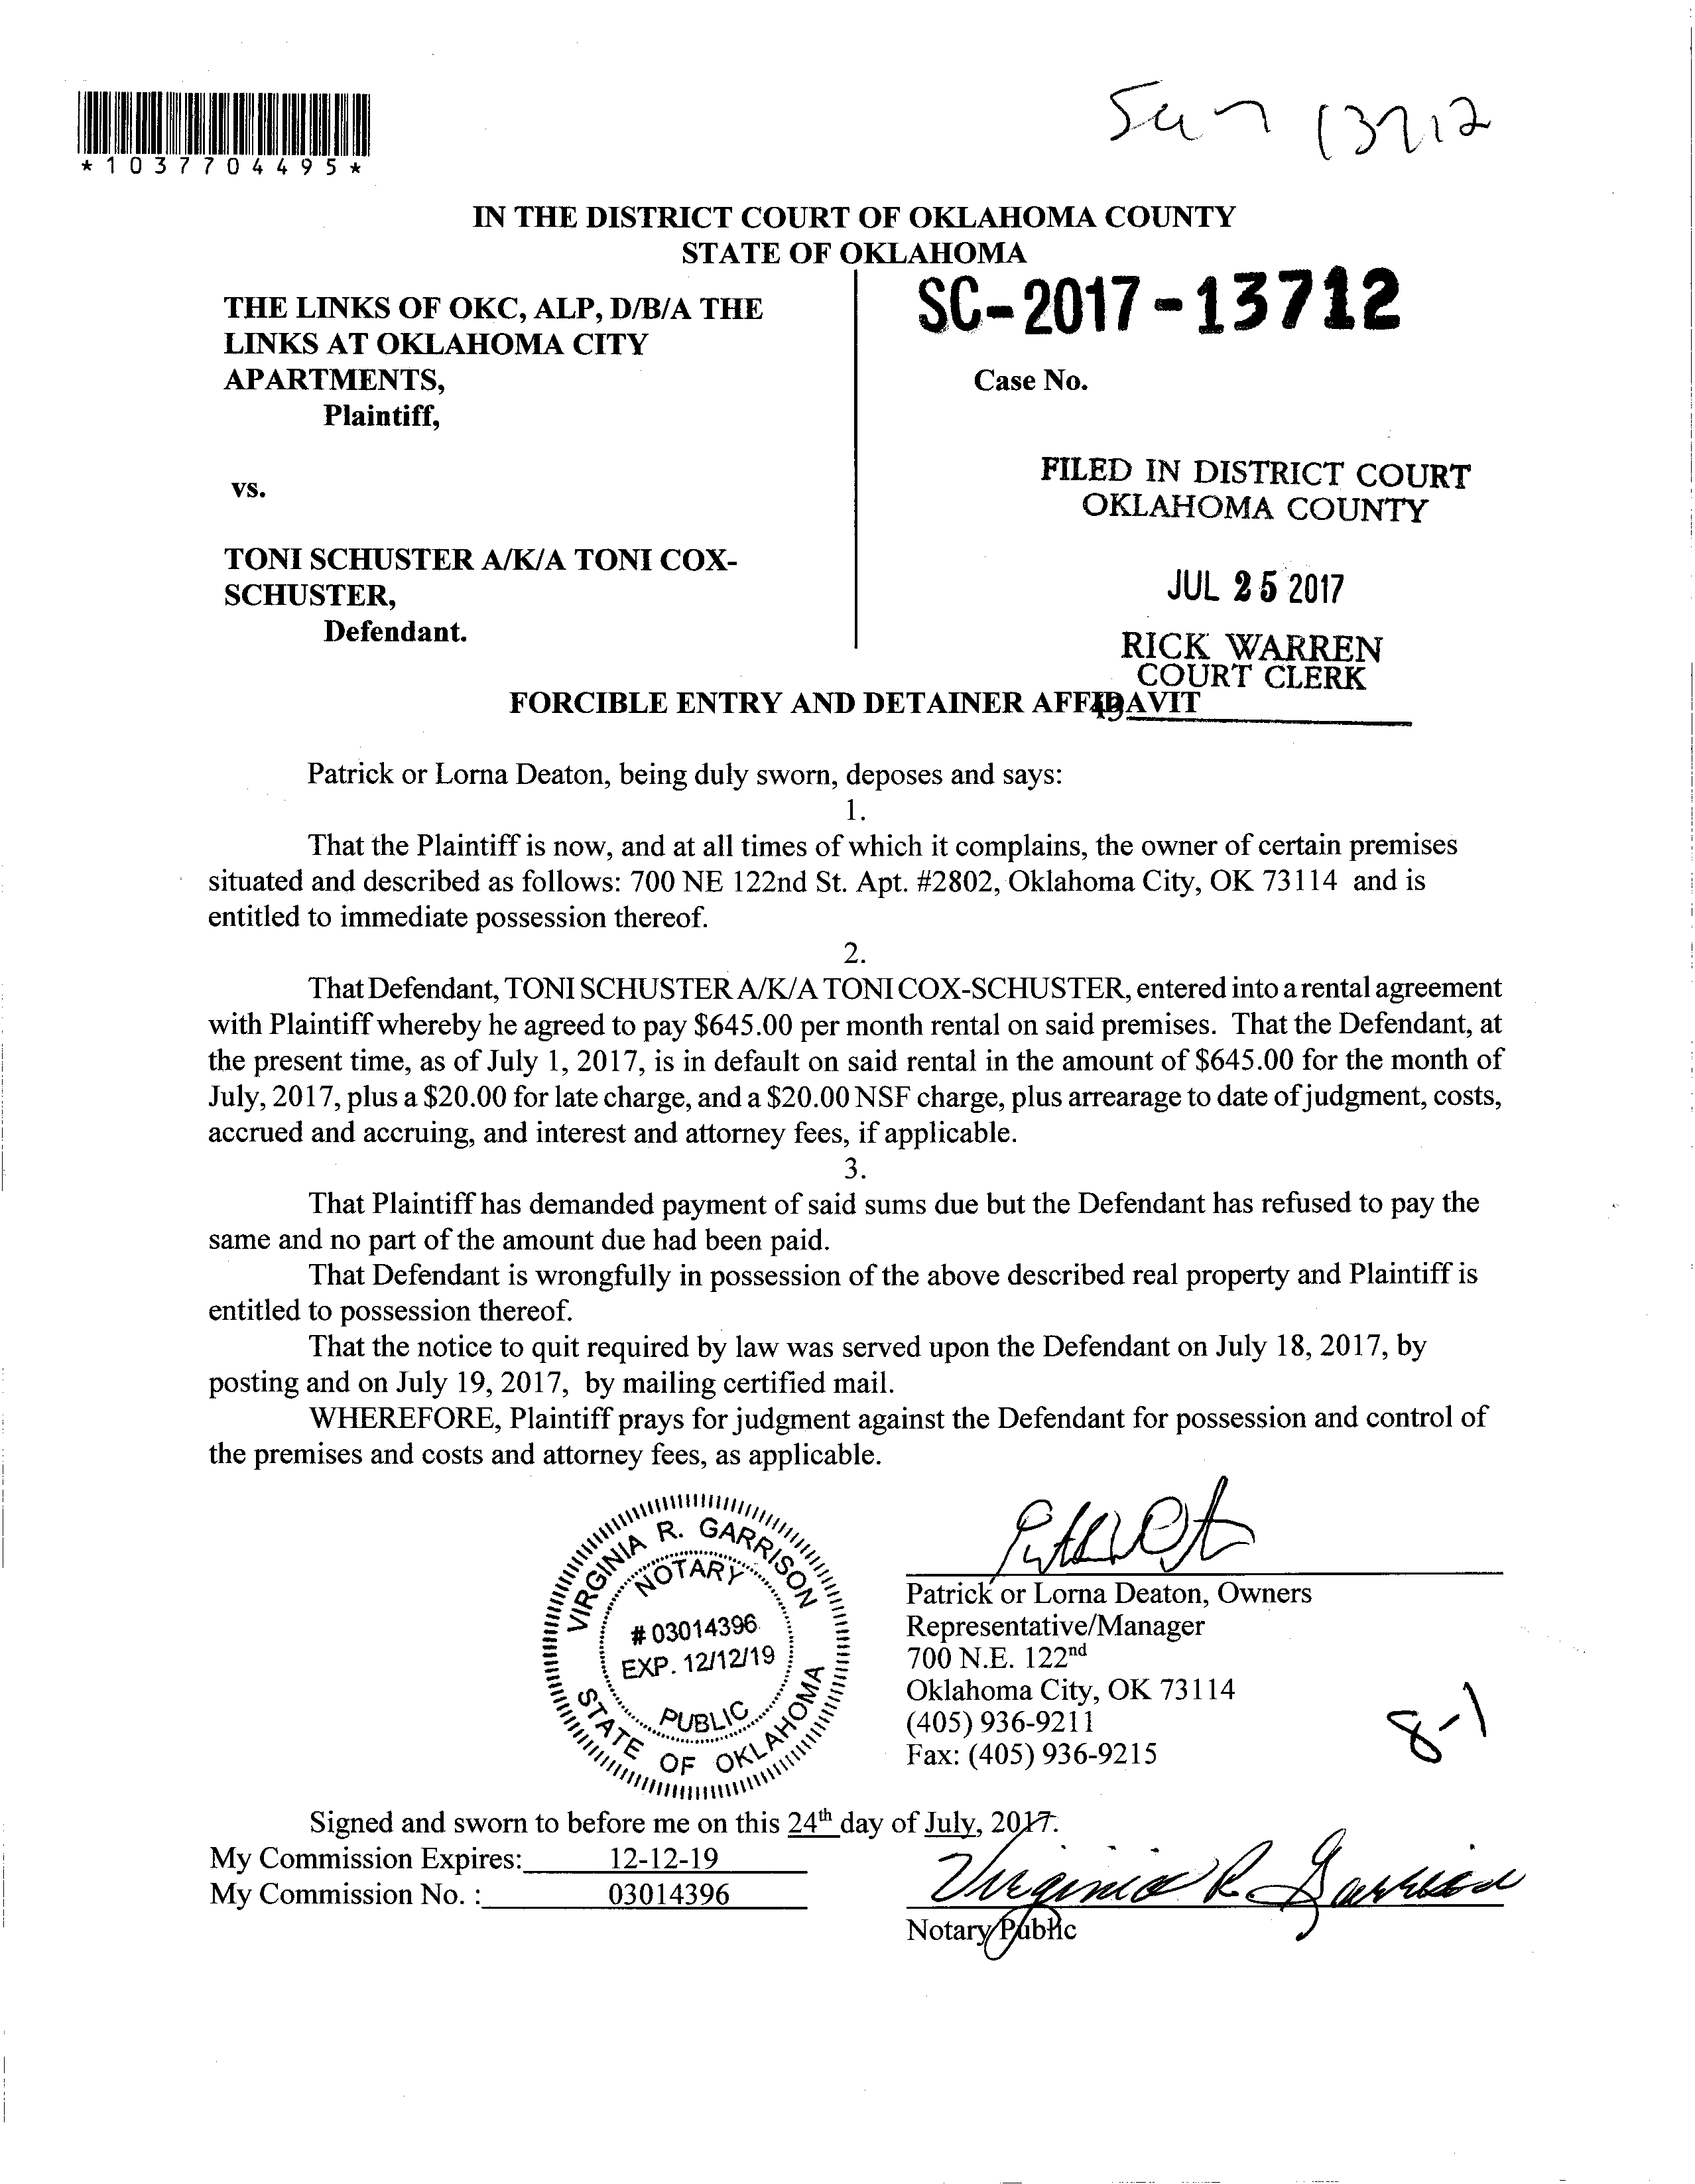 *1037704495*
13712
IN THE DISTRICT COURT OF OKLAHOMA COUNTY
STATE OF OKLAHOMA
THE LINKS OF OKC, ALP, D/B/A THE
LINKS AT OKLAHOMA CITY
APARTMENTS,
Plaintiff,
vs.
TONI SCHUSTER A/K/A TONI COX-
SCHUSTER,
Defendant.
SC-2017-13712
Case No.
FILED IN DISTRICT COURT
OKLAHOMA COUNTY
JUL 25 2017
RICK WARREN
COURT CLERK
49
FORCIBLE ENTRY AND DETAINER AFFIDAVIT
Patrick or Lorna Deaton, being duly sworn, deposes and says:
1.
That the Plaintiff is now, and at all times of which it complains, the owner of certain premises
situated and described as follows: 700 NE 122nd St. Apt. #2802, Oklahoma City, OK 73114 and is
entitled to immediate possession thereof.
2.
That Defendant, TONI SCHUSTER A/K/A TONI COX-SCHUSTER, entered into a rental agreement
with Plaintiff whereby he agreed to pay $645.00 per month rental on said premises. That the Defendant, at
the present time, as of July 1, 2017, is in default on said rental in the amount of $645.00 for the month of
July, 2017, plus a $20.00 for late charge, and a $20.00 NSF charge, plus arrearage to date of judgment, costs,
accrued and accruing, and interest and attorney fees, if applicable.
3.
That Plaintiff has demanded payment of said sums due but the Defendant has refused to pay the
same and no part of the amount due had been paid.
That Defendant is wrongfully in possession of the above described real property and Plaintiff is
entitled to possession thereof.
That the notice to quit required by law was served upon the Defendant on July 18, 2017, by
posting and on July 19, 2017, by mailing certified mail.
WHEREFORE, Plaintiff prays for judgment against the Defendant for possession and control of
the premises and costs and attorney fees, as applicable.
VIRGINIA R. GARRISON
NOTARY
# 03014396
EXP. 12/12/19
PUBLIC
STATE OF OKLAHOMA
Patrick or Lorna Deaton, Owners
Representative/Manager
700 N.E. 122nd
Oklahoma City, OK 73114
(405) 936-9211
Fax: (405) 936-9215
8-1
Signed and sworn to before me on this 24th day of July, 2017.
My Commission Expires: 12-12-19
My Commission No. : 03014396
Virginia R. Garrison
Notary Public